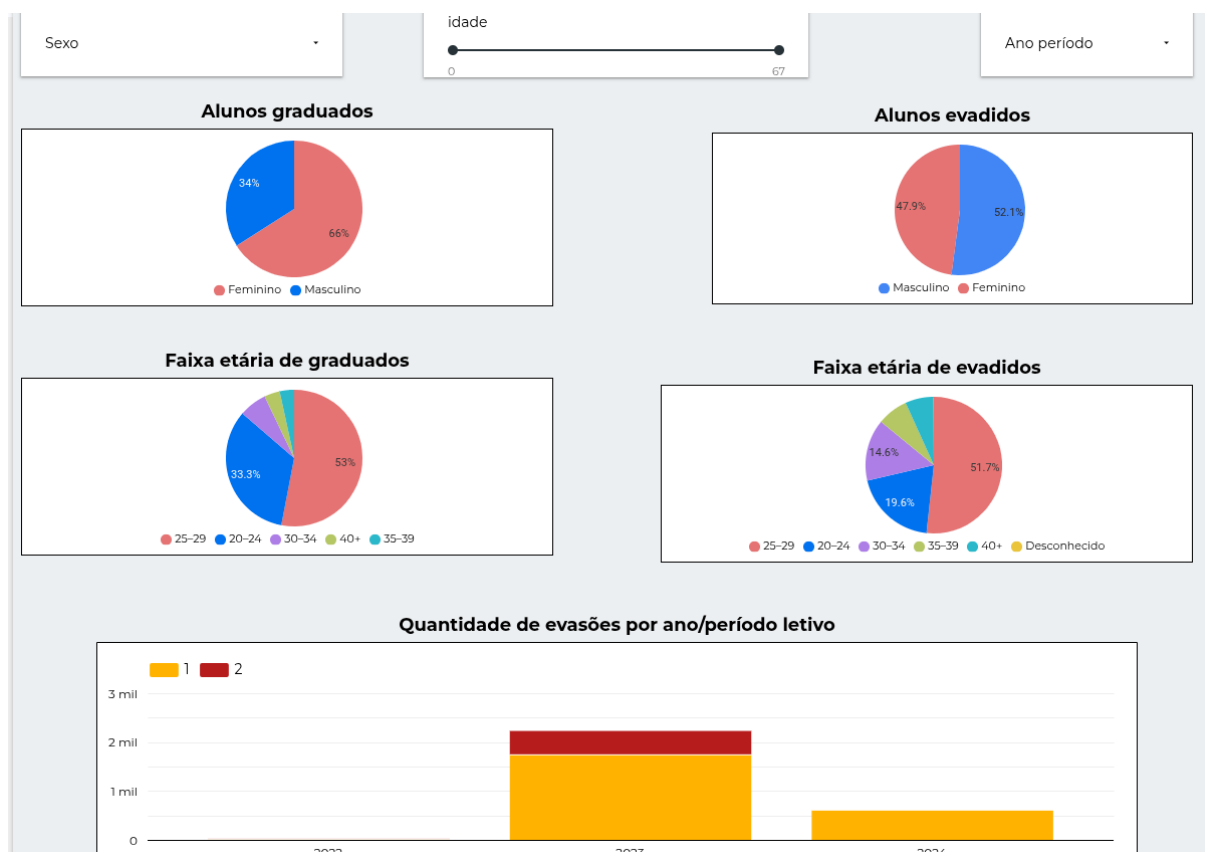 idade
Sexo
Ano período
0 67
Alunos graduados
Alunos evadidos
34%
66%
47.9%
52.1%
Feminino Masculino
Masculino Feminino
Faixa etária de graduados
Faixa etária de evadidos
53%
33.3%
14.6%
51.7%
19.6%
25–29 20–24 30–34 40+ 35–39
25–29 20–24 30–34 35–39 40+ Desconhecido
Quantidade de evasões por ano/período letivo
1 2
3 mil
2 mil
1 mil
0
2022 2023 2024